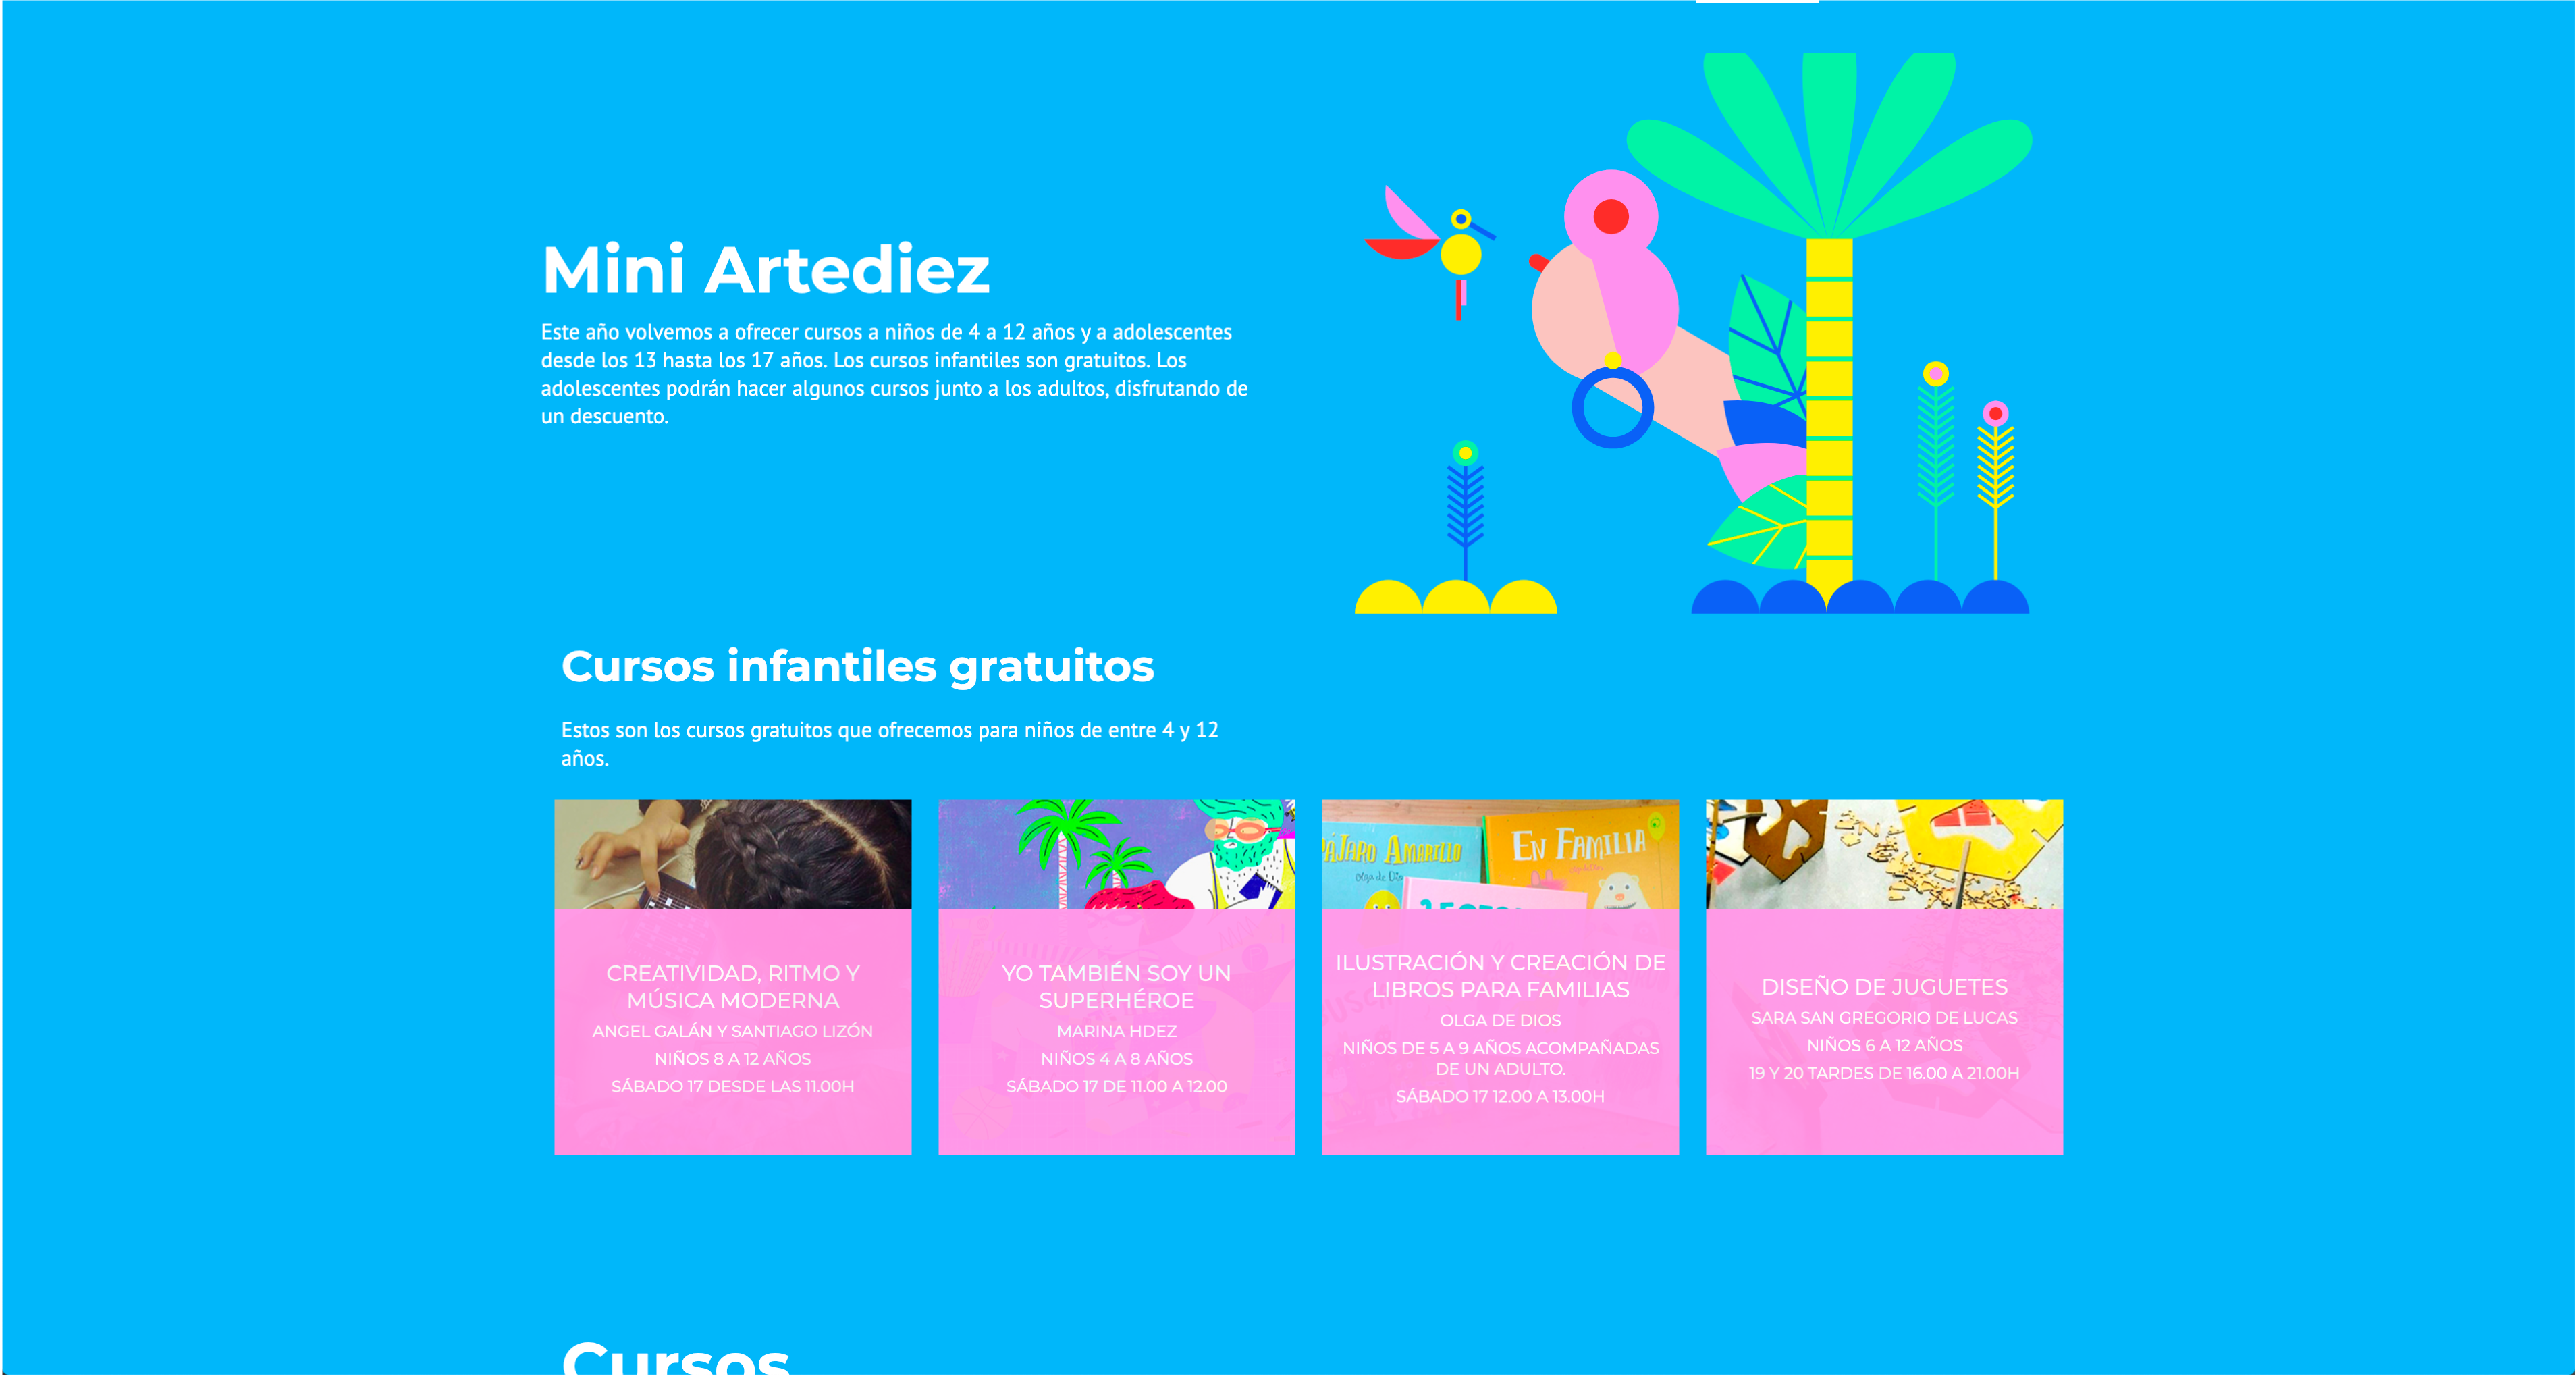 Mini Artediez
Este año volvemos a ofrecer cursos a niños de 4 a 12 años y a adolescentes
desde los 13 hasta los 17 años. Los cursos infantiles son gratuitos. Los
adolescentes podrán hacer algunos cursos junto a los adultos, disfrutando de
un descuento.
Cursos infantiles gratuitos
Estos son los cursos gratuitos que ofrecemos para niños de entre 4 y 12
años.
CREATIVIDAD, RITMO Y
MÚSICA MODERNA
ANGEL GALÁN Y SANTIAGO LIZÓN
NIÑOS 8 A 12 AÑOS
SÁBADO 17 DESDE LAS 11.00H
YO TAMBIÉN SOY UN
SUPERHÉROE
MARINA HDEZ
NIÑOS 4 A 8 AÑOS
SÁBADO 17 DE 11.00 A 12.00
PÁJARO AMARILLO
Olga de Dios
EN FAMILIA
ILUSTRACIÓN Y CREACIÓN DE
LIBROS PARA FAMILIAS
OLGA DE DIOS
NIÑOS DE 5 A 9 AÑOS ACOMPAÑADAS
DE UN ADULTO.
SÁBADO 17 12.00 A 13.00H
DISEÑO DE JUGUETES
SARA SAN GREGORIO DE LUCAS
NIÑOS 6 A 12 AÑOS
19 Y 20 TARDES DE 16.00 A 21.00H
Cursos